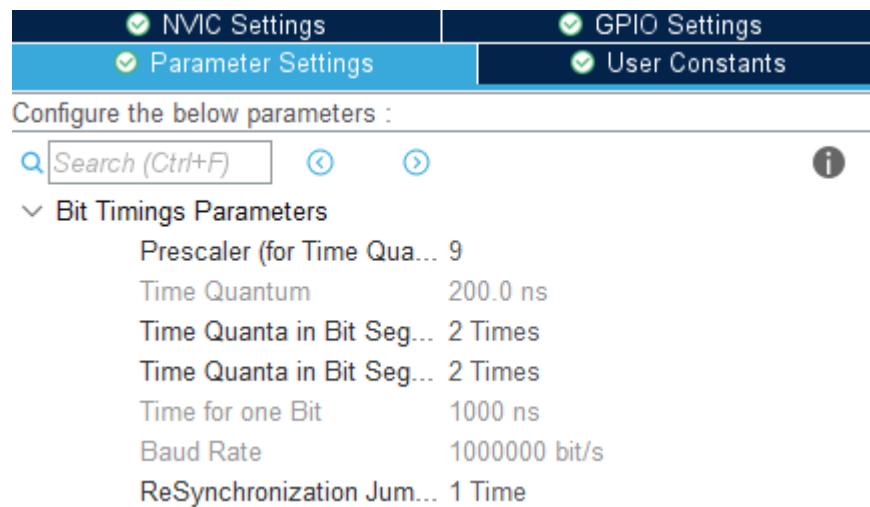 NVIC Settings
GPIO Settings
Parameter Settings
User Constants
Configure the below parameters :
Search (Ctrl+F)
Bit Timings Parameters
Prescaler (for Time Qua... 9
Time Quantum 200.0 ns
Time Quanta in Bit Seg... 2 Times
Time Quanta in Bit Seg... 2 Times
Time for one Bit 1000 ns
Baud Rate 1000000 bit/s
ReSynchronization Jum... 1 Time